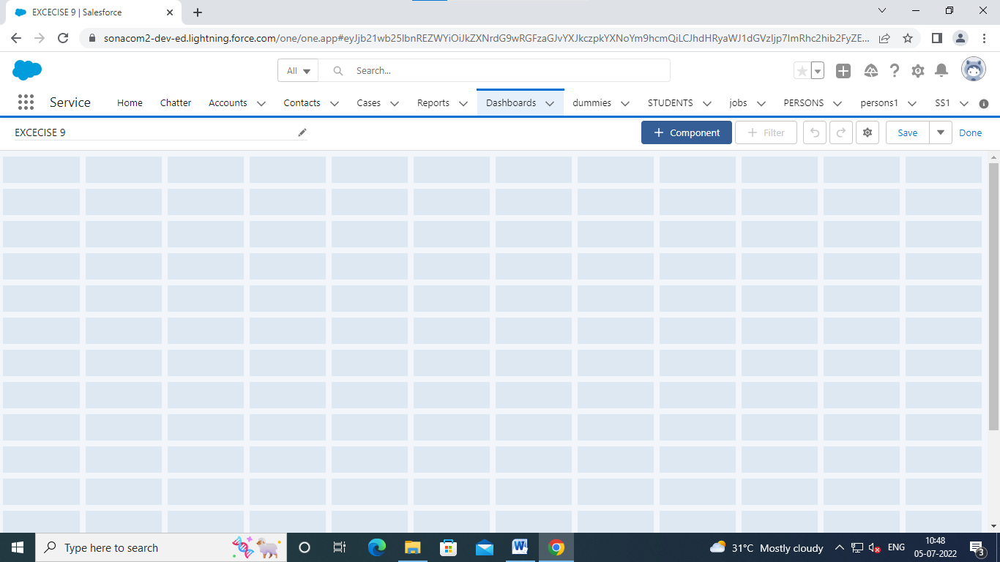 EXCECISE 9 | Salesforce
sonacom2-dev-ed.lightning.force.com/one/one.app#eyJjb21wb25lbnREZWYiOiJkZXNrdG9wRGFzaGJvYXJkczpkYXNoYm9hcmQiLCJhdHRyaWJ1dGVzIjp7ImRhc2hib2FyZE...
All
Search...
Service
Home
Chatter
Accounts
Contacts
Cases
Reports
Dashboards
dummies
STUDENTS
jobs
PERSONS
persons1
SS1
EXCECISE 9
+ Component
+ Filter
Save
Done
Type here to search
31°C Mostly cloudy
ENG
10:48
05-07-2022
3